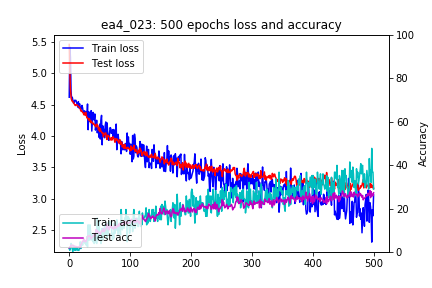 ea4_023: 500 epochs loss and accuracy
Train loss
Test loss
Train acc
Test acc
Loss
5.5
5.0
4.5
4.0
3.5
3.0
2.5
Accuracy
100
80
60
40
20
0
0 100 200 300 400 500